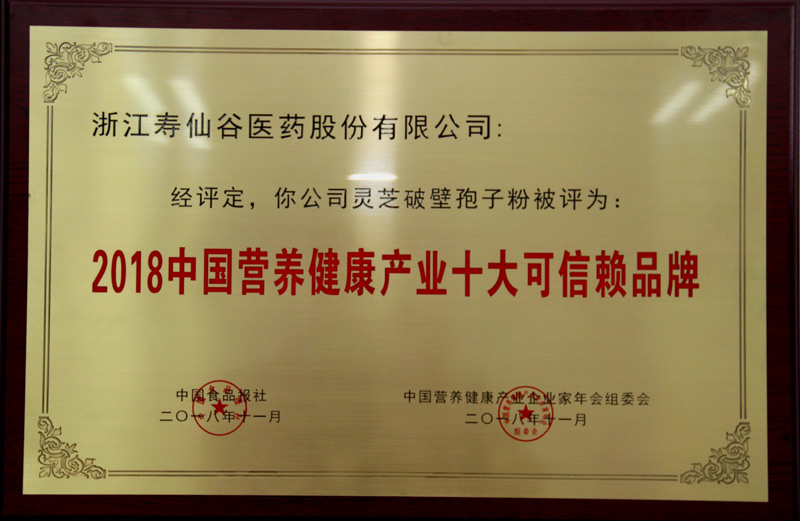 浙江寿仙谷医药股份有限公司:
经评定，你公司灵芝破壁孢子粉被评为：
2018中国营养健康产业十大可信赖品牌
中国食品报社
二〇一八年十一月
中国营养健康产业企业家年会组委会
二〇一八年十一月
组委会